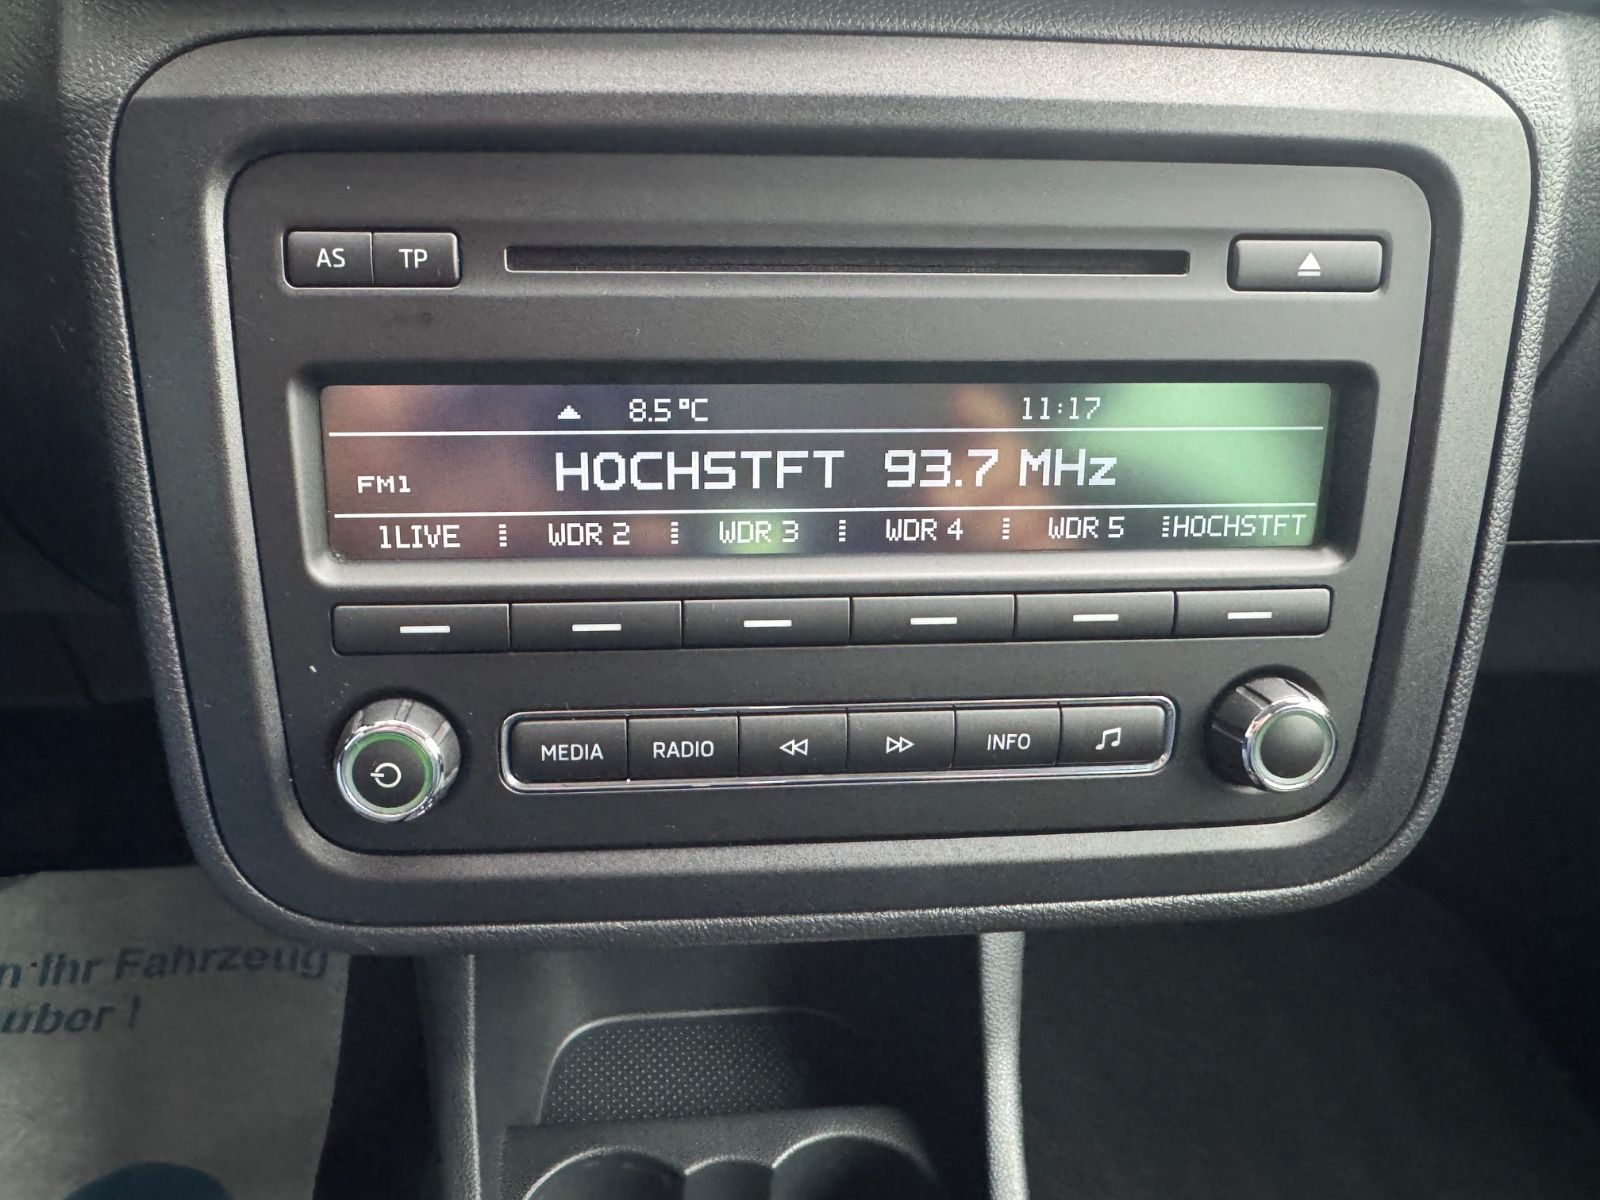 AS TP
8.5°C 11:17
FM1 HOCHSTFT 93.7 MHz
1LIVE WDR 2 WDR 3 WDR 4 WDR 5 HOCHSTFT
MEDIA RADIO INFO
n Ihr Fahrzeug
auber!